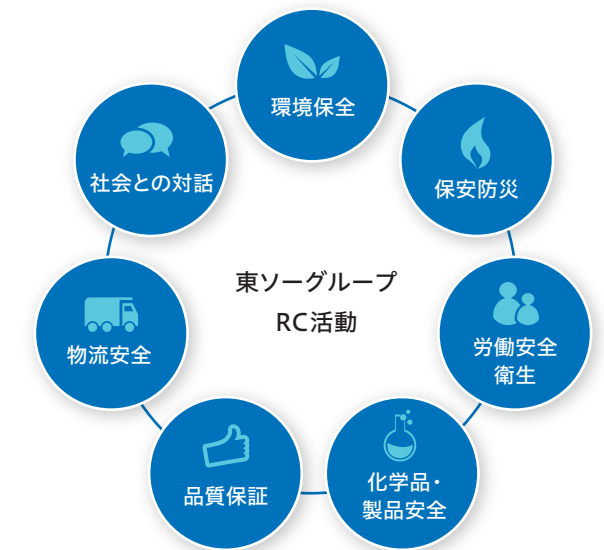 環境保全
保安防災
労働安全
衛生
化学品・
製品安全
品質保証
物流安全
社会との対話
東ソーグループ
RC活動